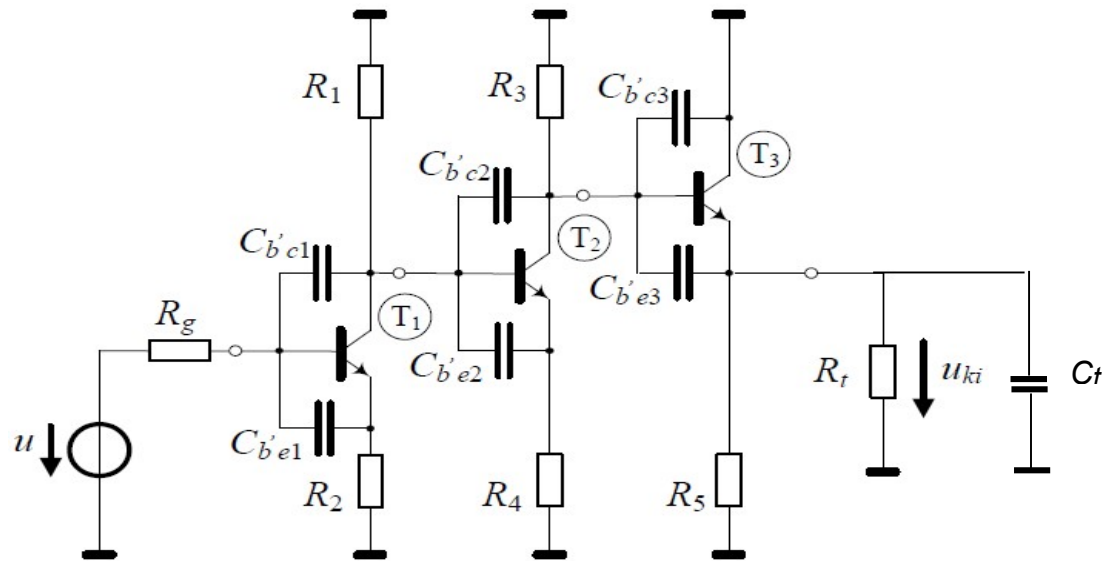 R1
R3
Cb'c3
T3
Cb'c2
T2
Cb'c1
Cb'e3
Rg
T1
Cb'e2
Rt
uki
Ct
u
Cb'e1
R2
R4
R5